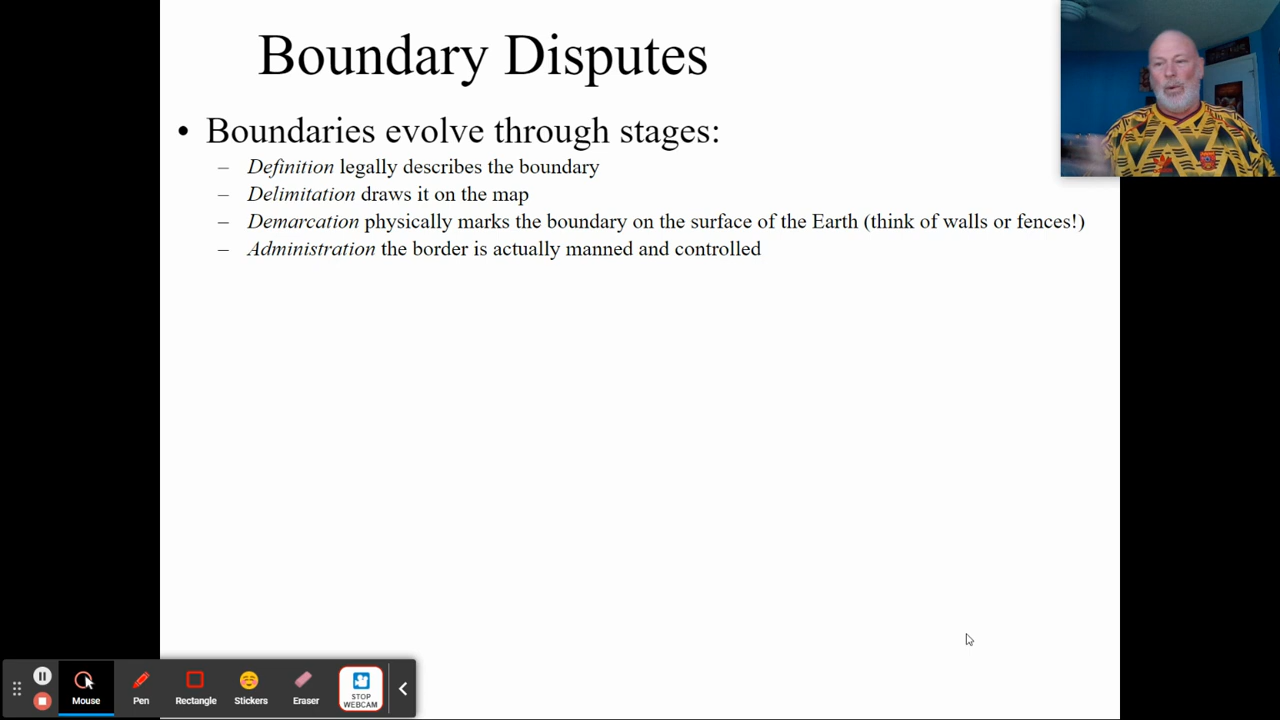 Boundary Disputes
• Boundaries evolve through stages:
– Definition legally describes the boundary
– Delimitation draws it on the map
– Demarcation physically marks the boundary on the surface of the Earth (think of walls or fences!)
– Administration the border is actually manned and controlled
Mouse
Pen
Rectangle
Stickers
Eraser
STOP
WEBCAM